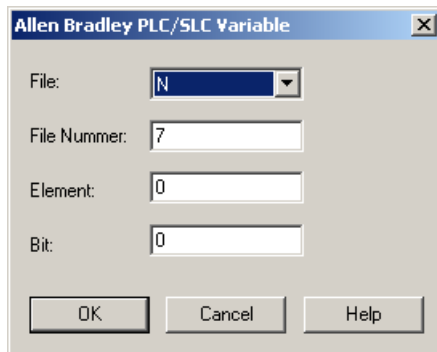 Allen Bradley PLC/SLC Variable
File: N
File Nummer: 7
Element: 0
Bit: 0
OK Cancel Help